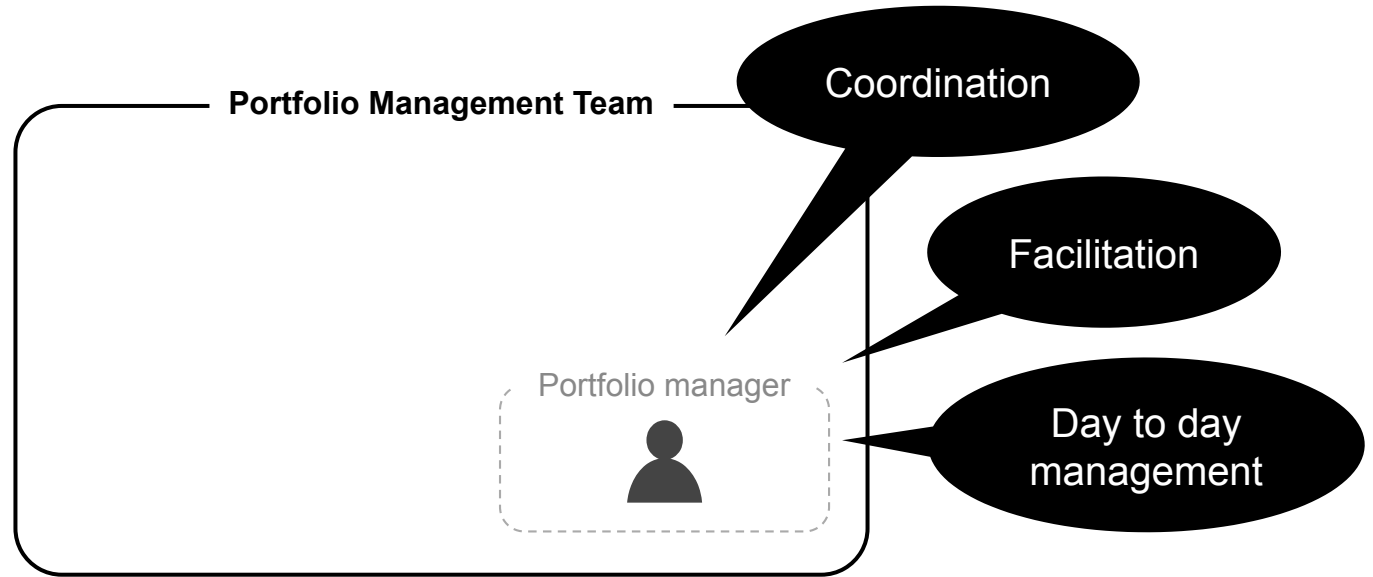 Coordination
Portfolio Management Team
Facilitation
Portfolio manager
Day to day
management